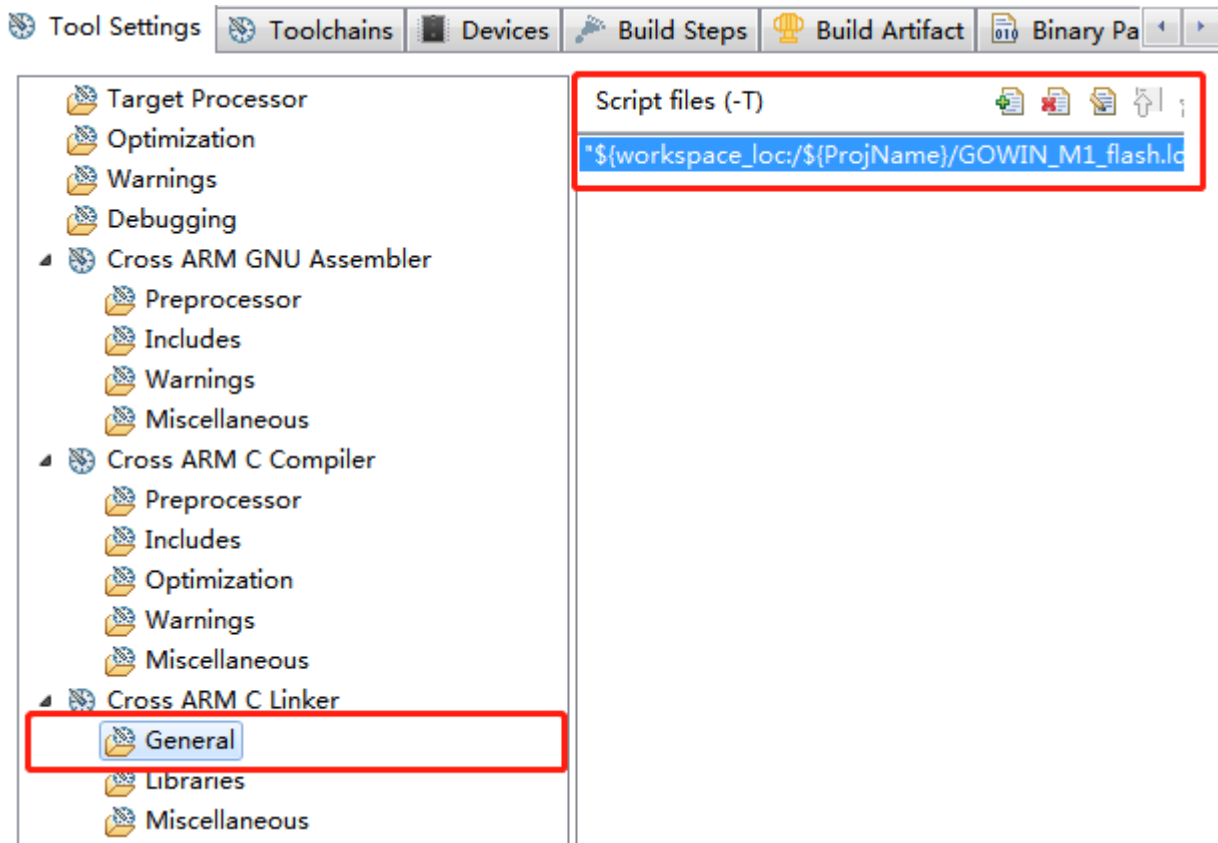 Tool Settings Toolchains Devices Build Steps Build Artifact Binary Pa
Target Processor
Optimization
Warnings
Debugging
Cross ARM GNU Assembler
Preprocessor
Includes
Warnings
Miscellaneous
Cross ARM C Compiler
Preprocessor
Includes
Optimization
Warnings
Miscellaneous
Cross ARM C Linker
General
Libraries
Miscellaneous
Script files (-T)
"${workspace_loc:/${ProjName}/GOWIN_M1_flash.ld